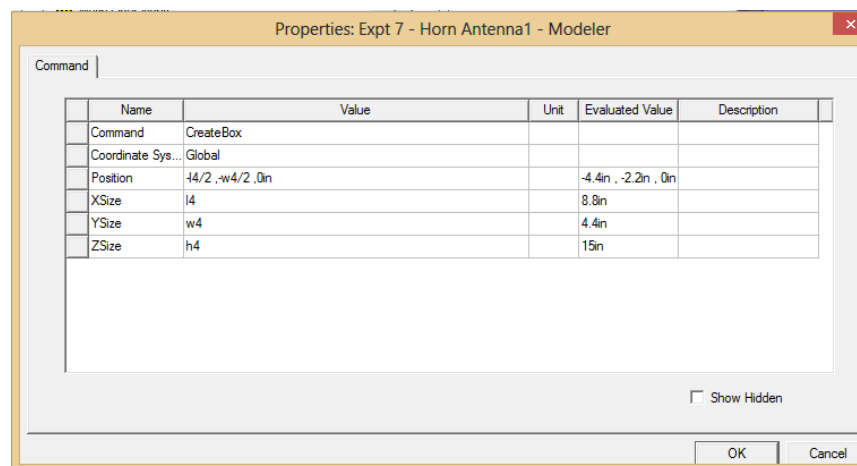 Properties: Expt 7 - Horn Antenna1 - Modeler
Command
Name Value Unit Evaluated Value Description
Command CreateBox
Coordinate Sys... Global
Position -l4/2 ,-w4/2 ,0in -4.4in , -2.2in , 0in
XSize l4 8.8in
YSize w4 4.4in
ZSize h4 15in
Show Hidden
OK Cancel